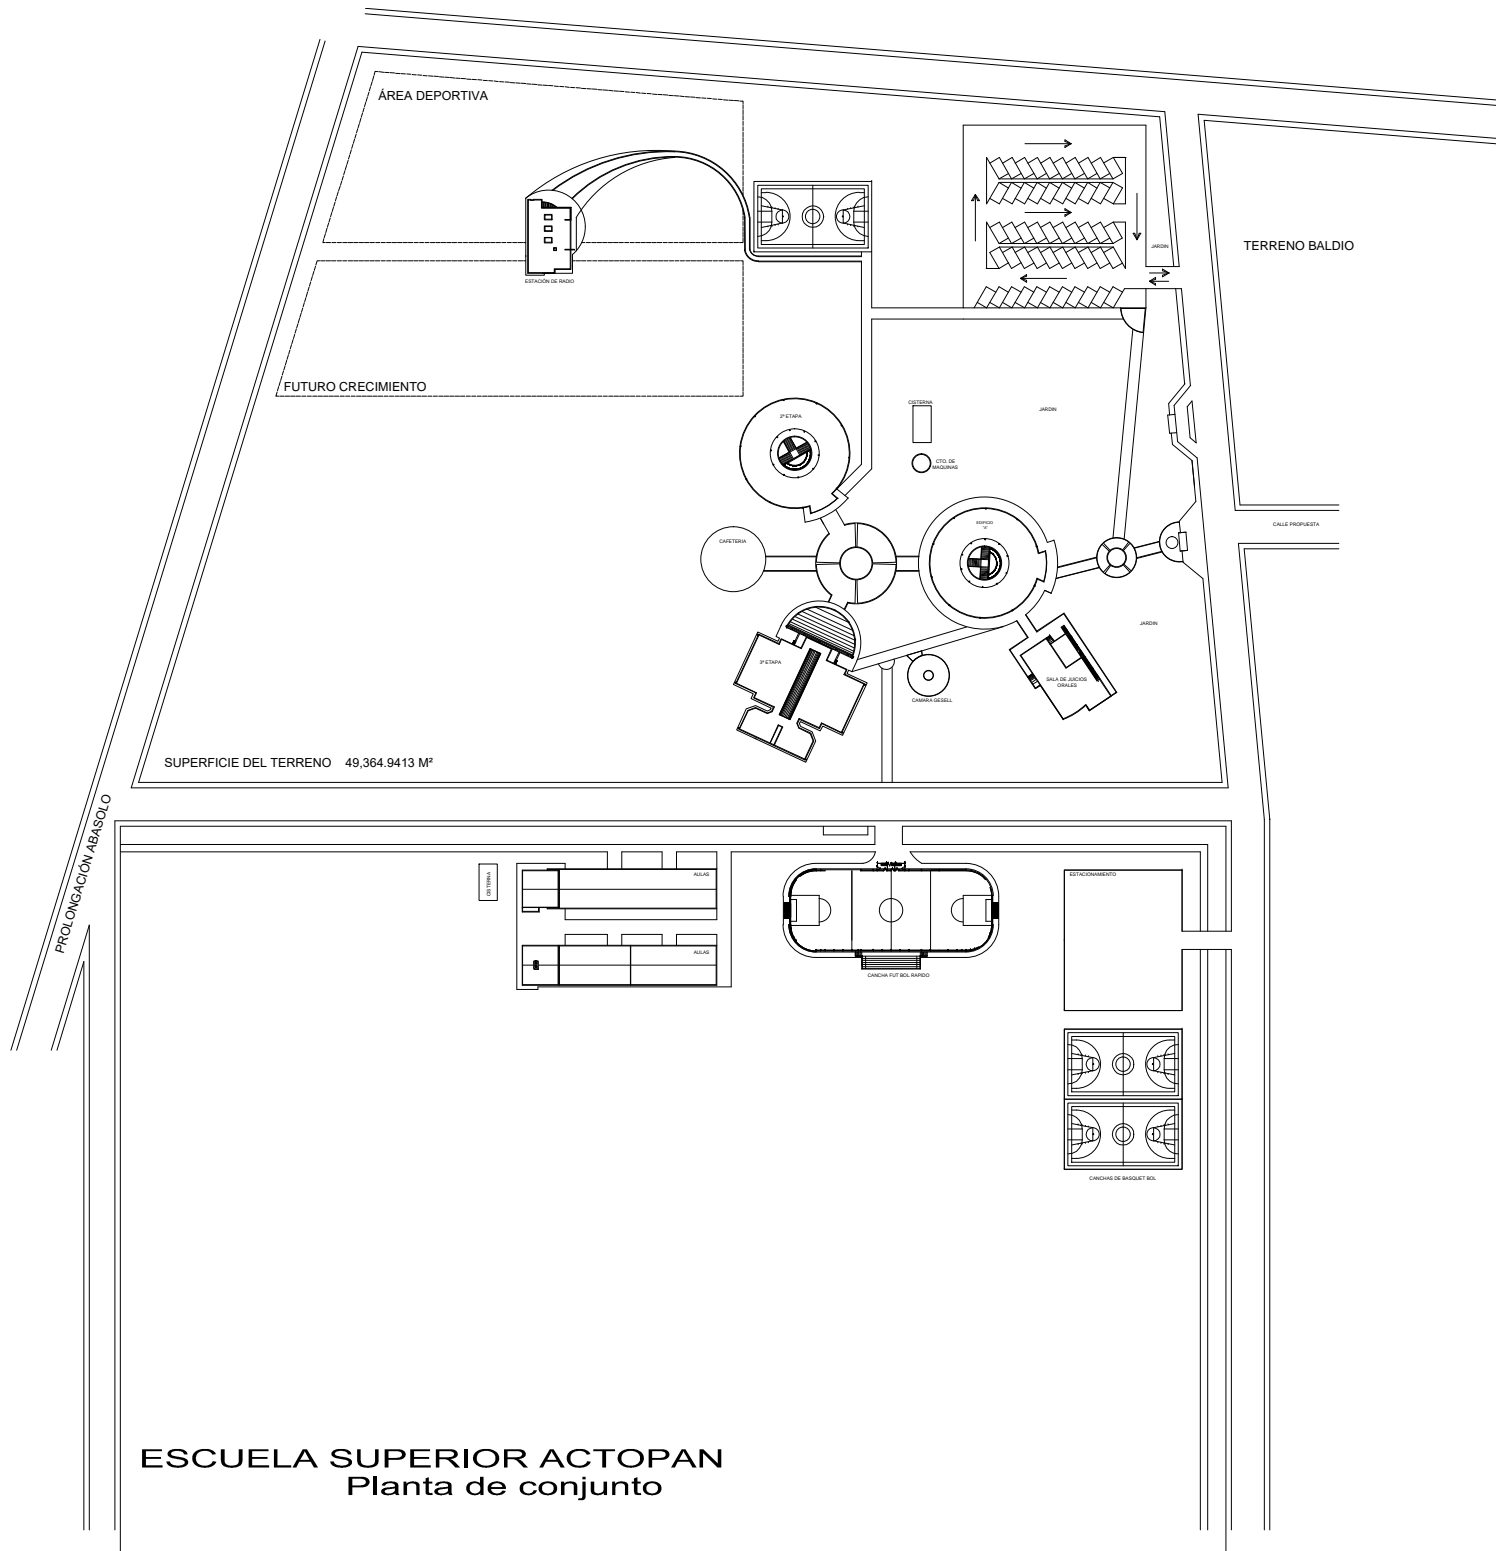 ÁREA DEPORTIVA
ESTACIÓN DE RADIO
JARDIN
TERRENO BALDIO
FUTURO CRECIMIENTO
2ª ETAPA
CISTERNA
JARDIN
CTO. DE
MAQUINAS
EDIFICIO
"A"
CALLE PROPUESTA
CAFETERIA
JARDIN
3ª ETAPA
SALA DE JUICIOS
ORALES
CAMARA GESELL
SUPERFICIE DEL TERRENO 49,364.9413 M²
PROLONGACIÓN ABASOLO
CISTERNA
AULAS
ESTACIONAMIENTO
AULAS
CANCHA FUT BOL RAPIDO
CANCHAS DE BASQUET BOL
ESCUELA SUPERIOR ACTOPAN
Planta de conjunto